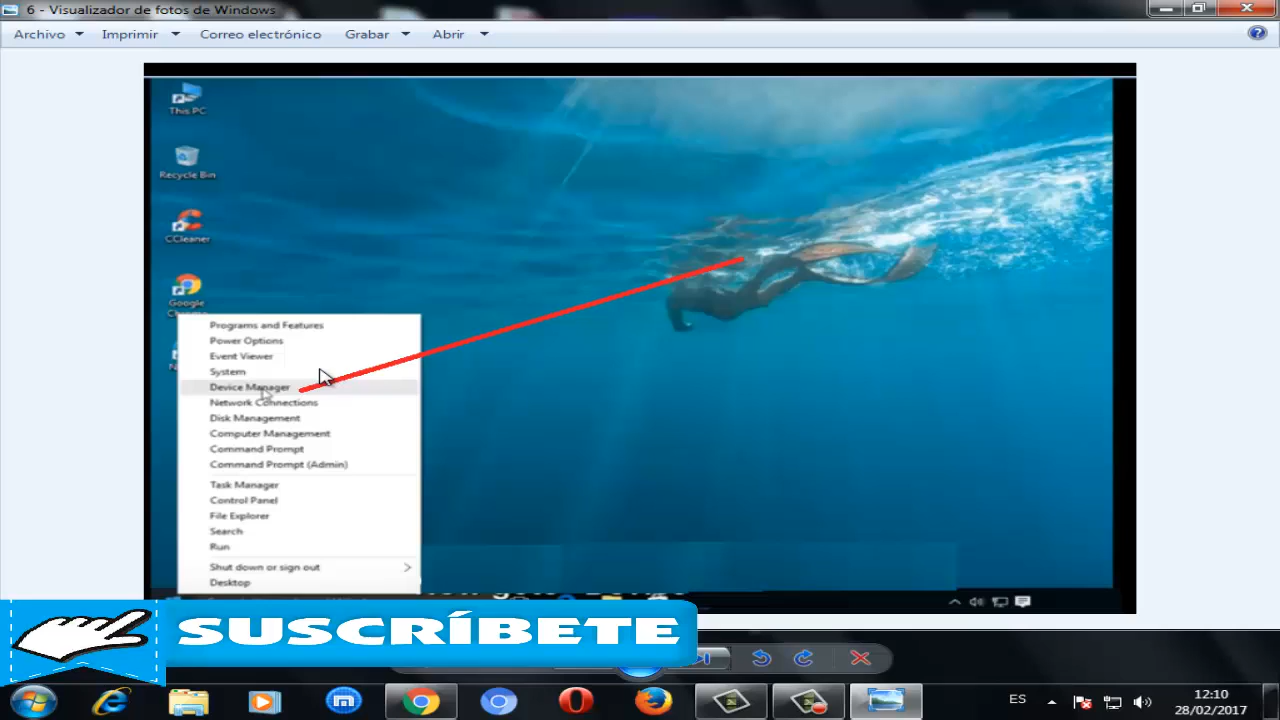 6 - Visualizador de fotos de Windows
Archivo Imprimir Correo electrónico Grabar Abrir
This PC
Recycle Bin
CCleaner
Google
Programs and Features
Power Options
Event Viewer
System
Device Manager
Network Connections
Disk Management
Computer Management
Command Prompt
Command Prompt (Admin)
Task Manager
Control Panel
File Explorer
Search
Run
Shut down or sign out
Desktop
SUSCRÍBETE
ES
12:10
28/02/2017